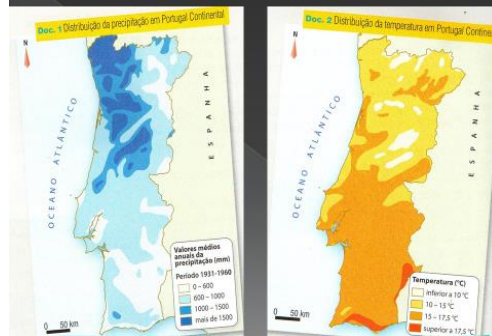 Doc. 1 Distribuição da precipitação em Portugal Continental
N
OCEANO ATLÂNTICO
ESPANHA
Valores médios
anuais da
precipitação (mm)
Período 1931-1960
0 – 600
600 – 1000
1000 – 1500
mais de 1500
0 50 km
Doc. 2 Distribuição da temperatura em Portugal Contine
N
OCEANO ATLÂNTICO
ESPANHA
Temperatura (°C)
inferior a 10 °C
10 – 15 °C
15 – 17,5 °C
superior a 17,5 °C
0 50 km